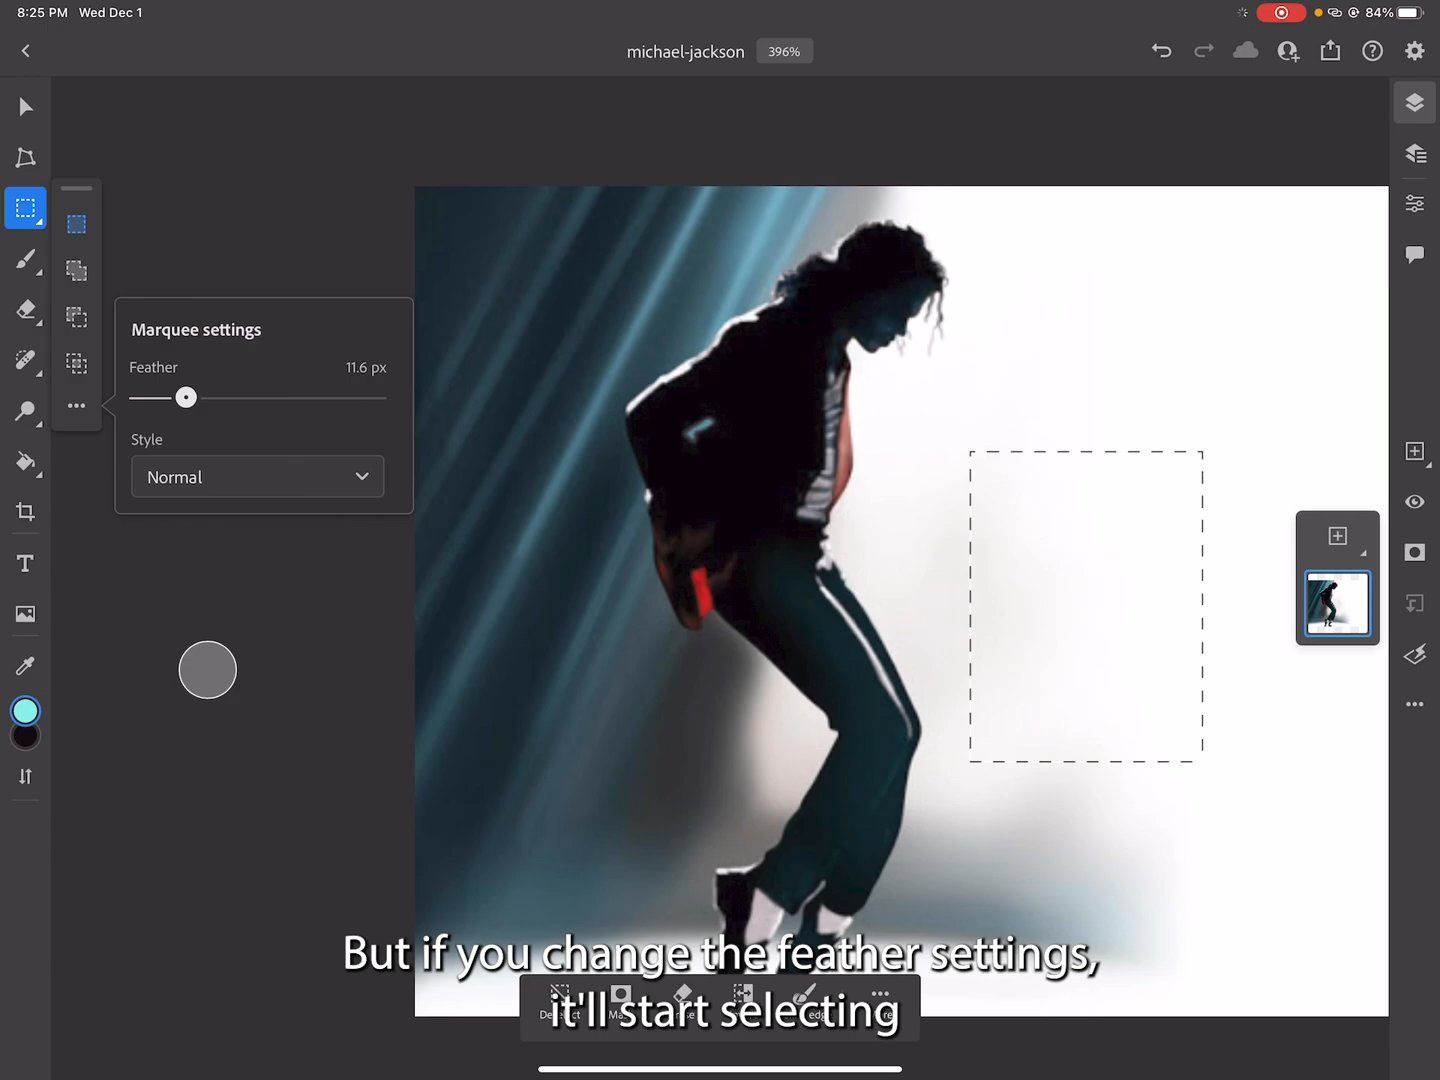 8:25 PM Wed Dec 1
84%
michael-jackson 396%
Marquee settings
Feather 11.6 px
Style
Normal
T
But if you change the feather settings,
it'll start selecting